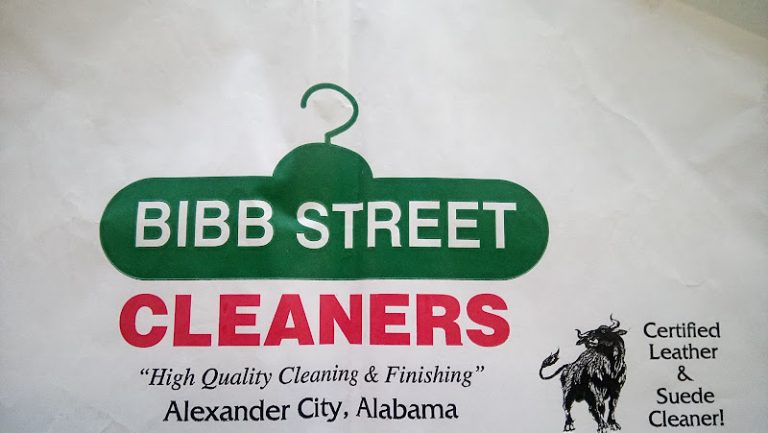 BIBB STREET
CLEANERS
"High Quality Cleaning & Finishing"
Alexander City, Alabama
Certified
Leather
&
Suede
Cleaner!